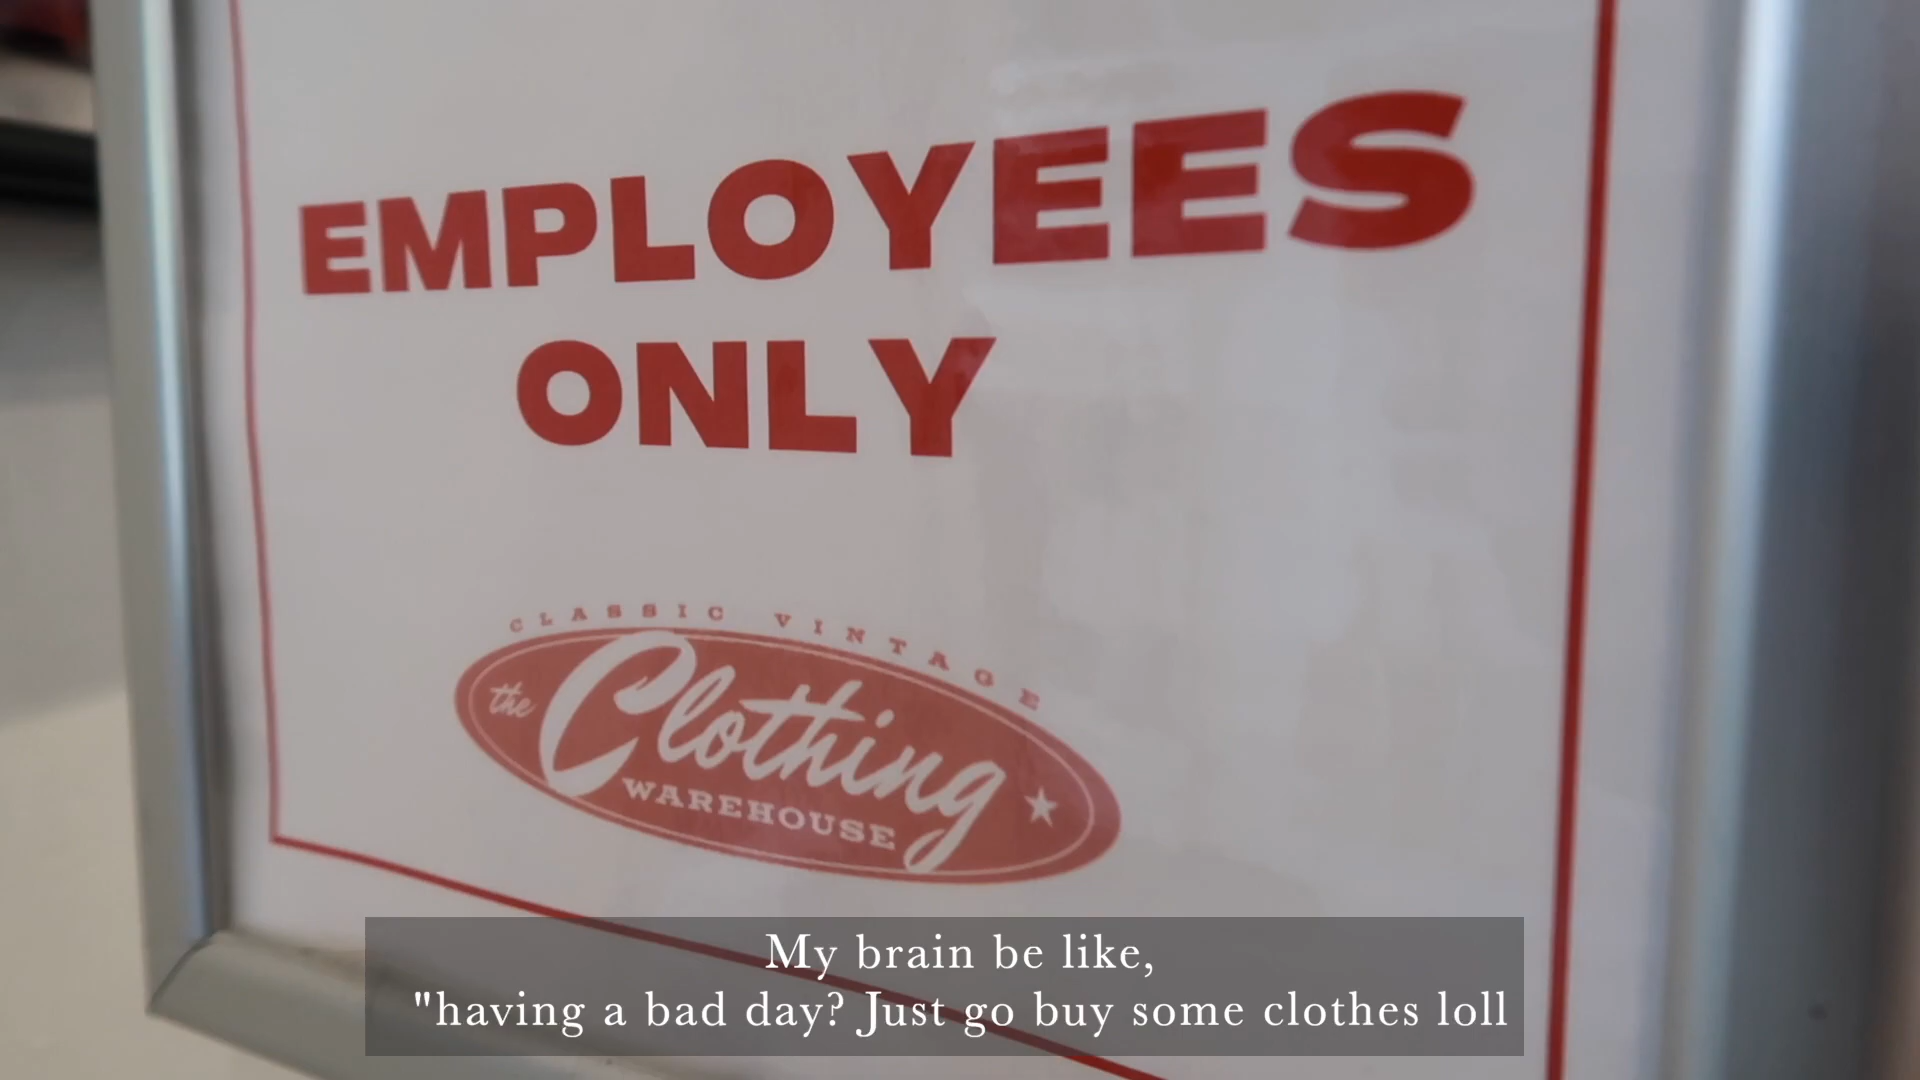 EMPLOYEES
ONLY
CLASSIC VINTAGE
the Clothing
WAREHOUSE
My brain be like,
"having a bad day? Just go buy some clothes loll